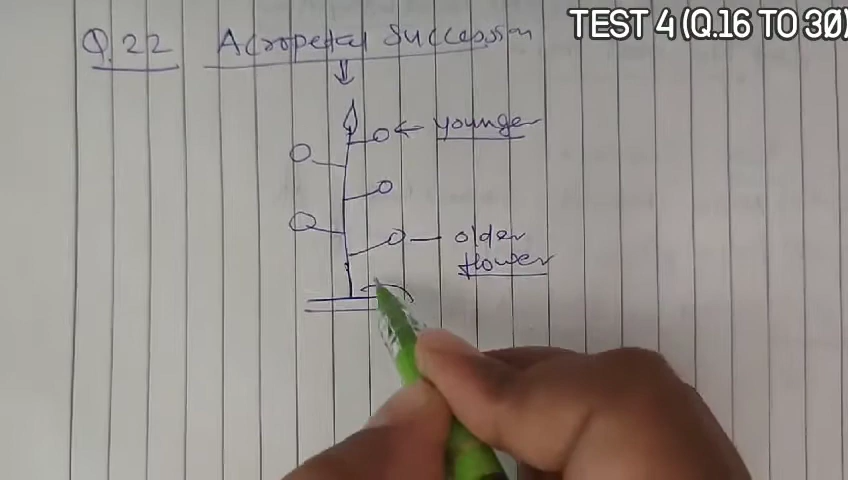 TEST 4 (Q.16 TO 30)
Q.22 Acropetal Succession
younger
older
flower